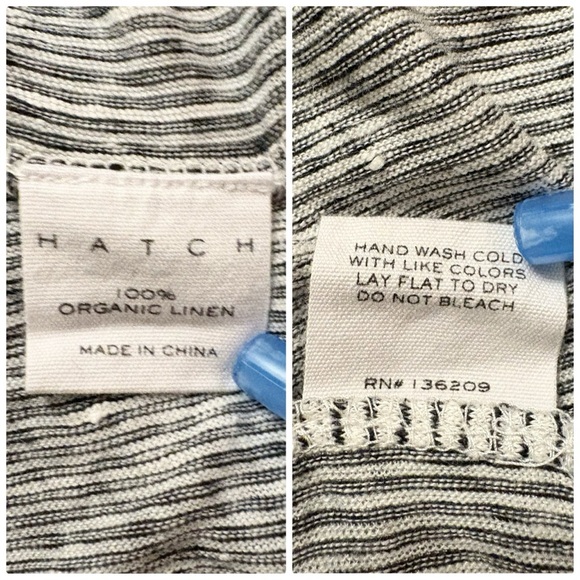 HATCH
100%
ORGANIC LINEN
MADE IN CHINA
HAND WASH COLD
WITH LIKE COLORS
LAY FLAT TO DRY
DO NOT BLEACH
RN# 136209